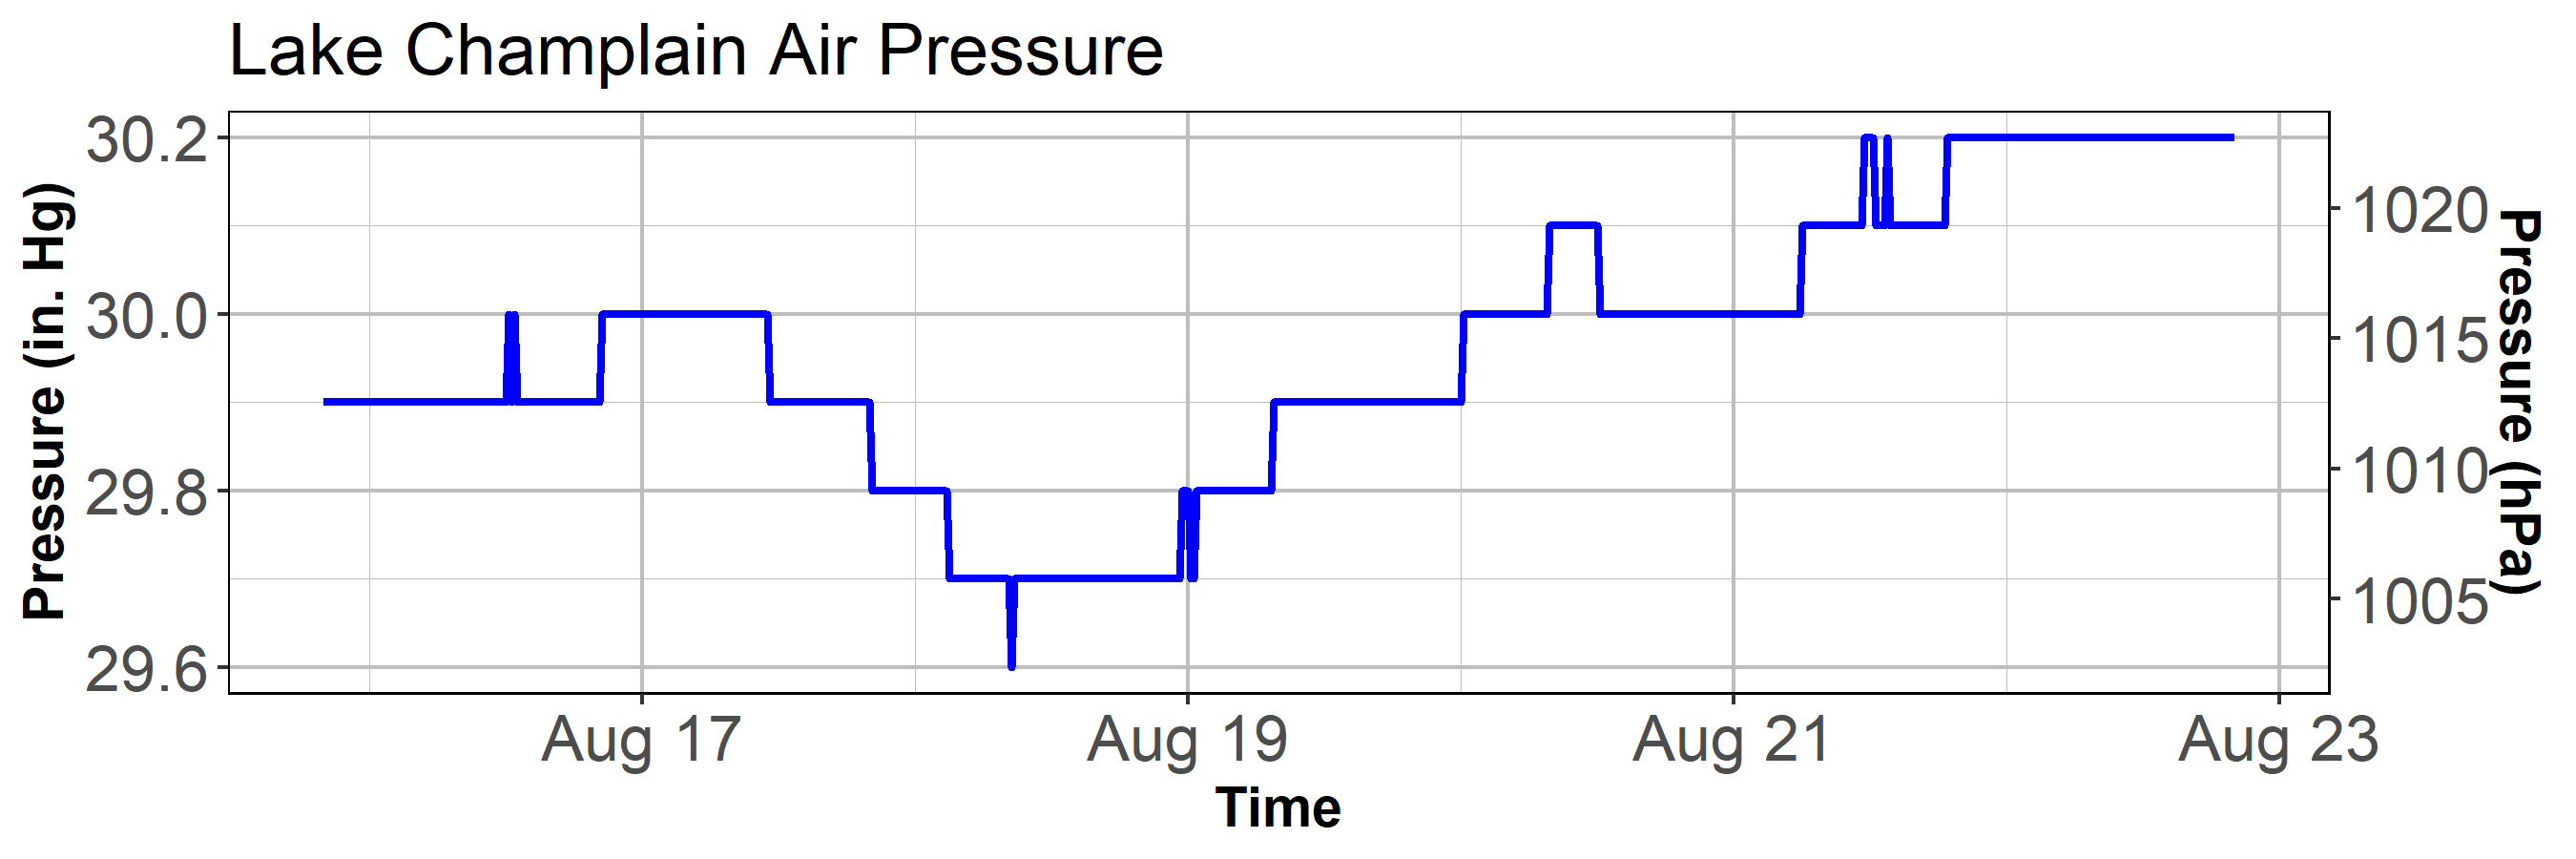 Lake Champlain Air Pressure
Pressure (in. Hg)
30.2
30.0
29.8
29.6
1020
1015
1010
1005
Pressure (hPa)
Aug 17
Aug 19
Aug 21
Aug 23
Time